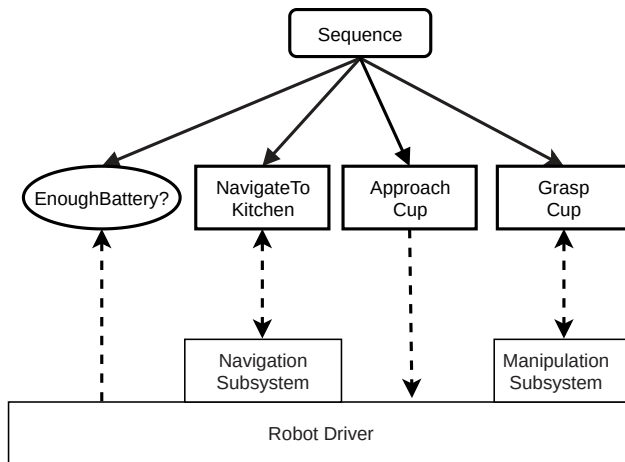 Sequence
EnoughBattery?
NavigateTo
Kitchen
Approach
Cup
Grasp
Cup
Navigation
Subsystem
Manipulation
Subsystem
Robot Driver